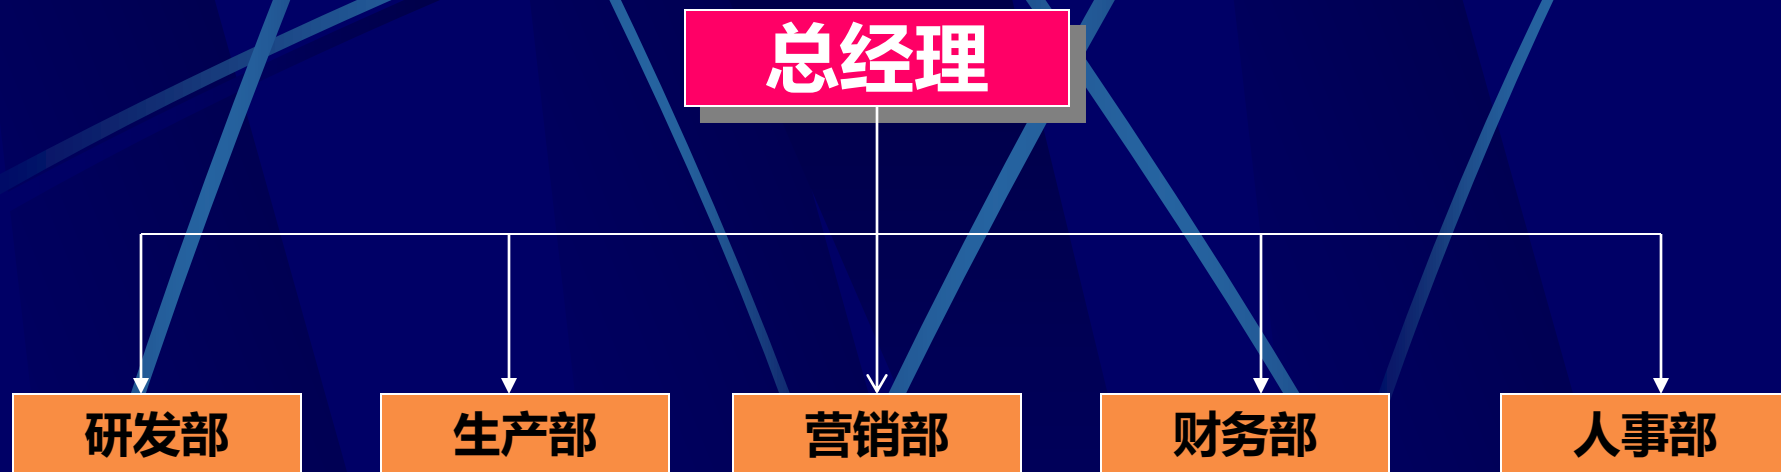 总经理
研发部
生产部
营销部
财务部
人事部